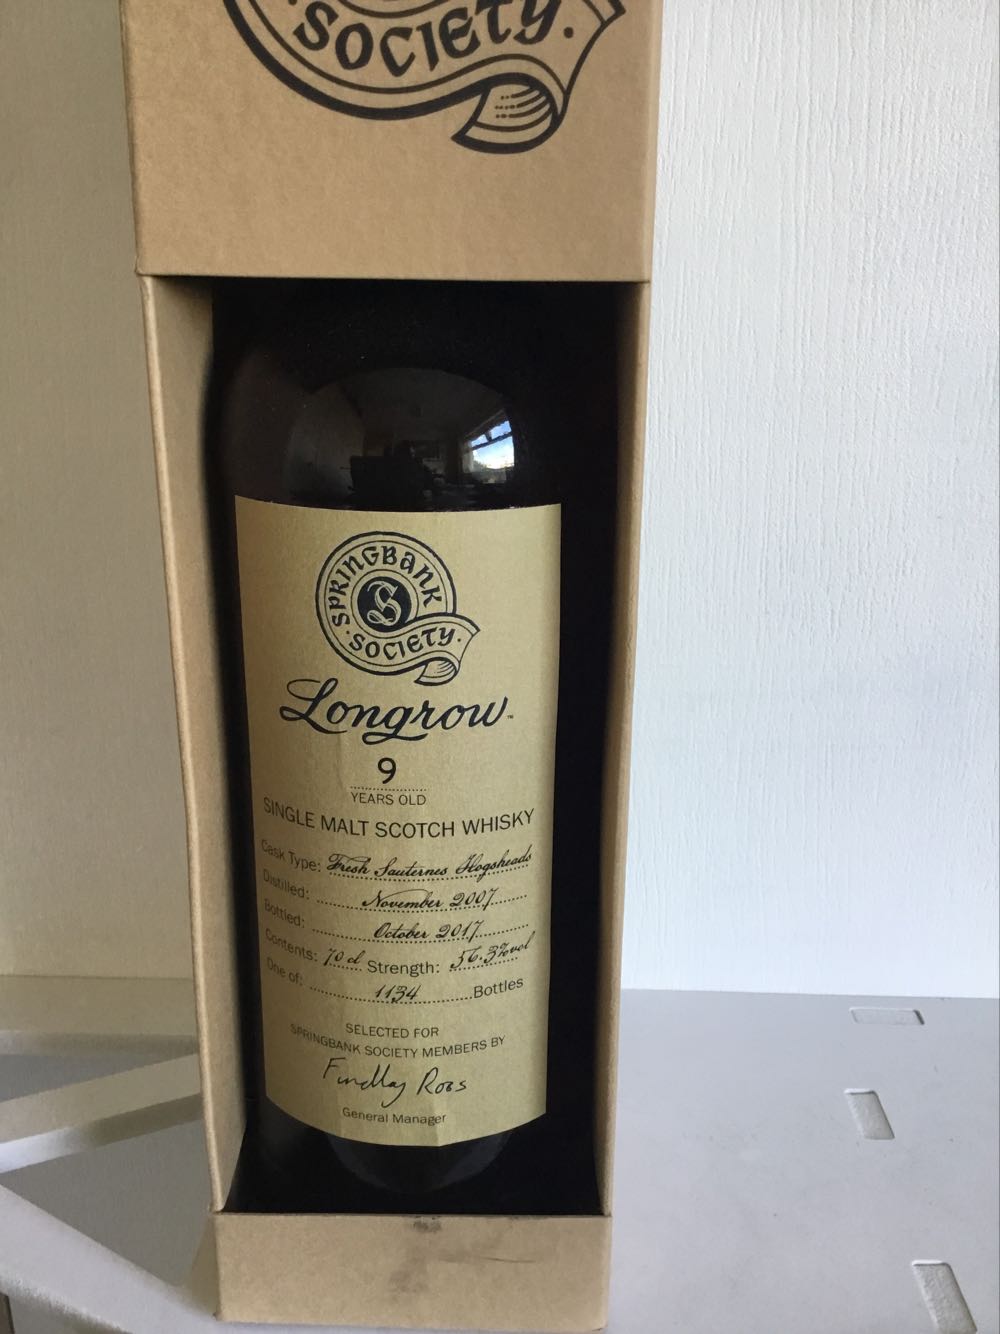 SOCIETY.
SPRINGBANK
S
· SOCIETY.
Longrow™
9
YEARS OLD
SINGLE MALT SCOTCH WHISKY
Cask Type: Fresh Sauternes Hogsheads
Distilled: November 2007
Bottled: October 2017
Contents: 70 cl Strength: 56.3%vol
One of: 1134 Bottles
SELECTED FOR
SPRINGBANK SOCIETY MEMBERS BY
Findlay Ross
General Manager